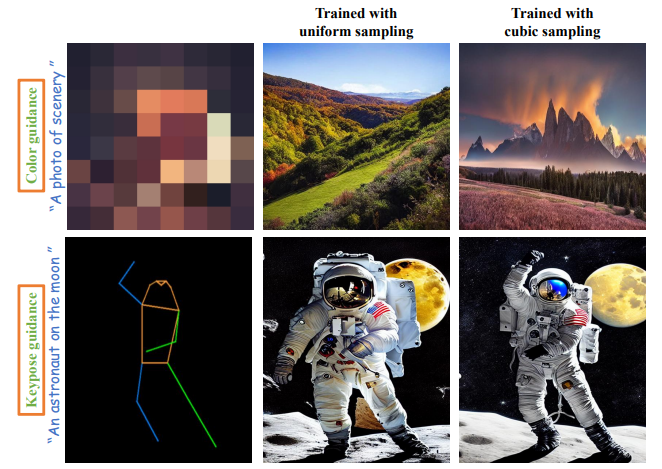 Trained with
uniform sampling
Trained with
cubic sampling
Color guidance
“A photo of scenery”
Keypose guidance
“An astronaut on the moon”